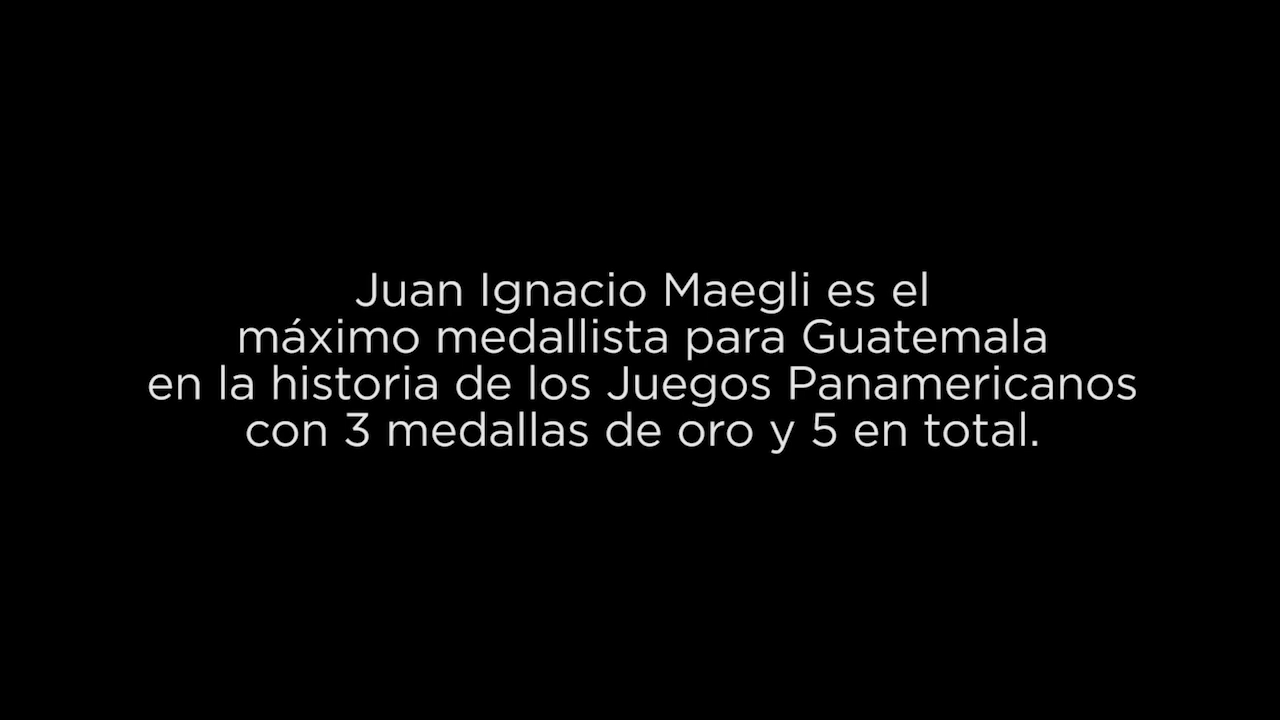 Juan Ignacio Maegli es el
máximo medallista para Guatemala
en la historia de los Juegos Panamericanos
con 3 medallas de oro y 5 en total.